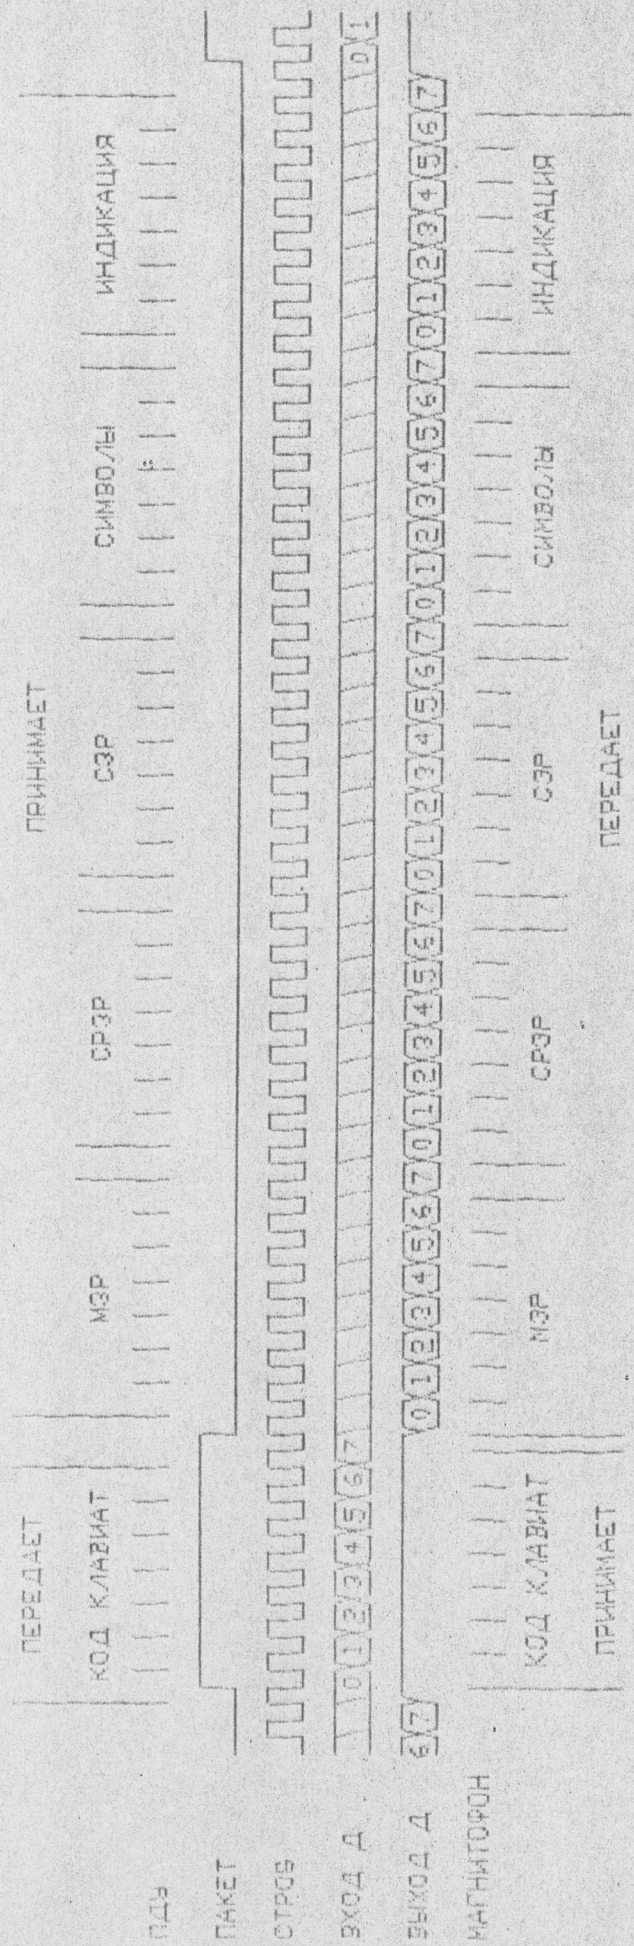 ПЕРЕДАЕТ ПРИНИМАЕТ
КОД КЛАВИАТ МЗР СРЗР СЗР СИМВОЛЫ ИНДИКАЦИЯ
ПДУ
ПАКЕТ
СТРОБ
ВХОД Д 0 1 2 3 4 5 6 7 0 1
ВЫХОД Д 6 7 0 1 2 3 4 5 6 7 0 1 2 3 4 5 6 7 0 1 2 3 4 5 6 7 0 1 2 3 4 5 6 7 0 1 2 3 4 5 6 7
МАГНИТОФОН
КОД КЛАВИАТ МЗР СРЗР СЗР СИМВОЛЫ ИНДИКАЦИЯ
ПРИНИМАЕТ ПЕРЕДАЕТ